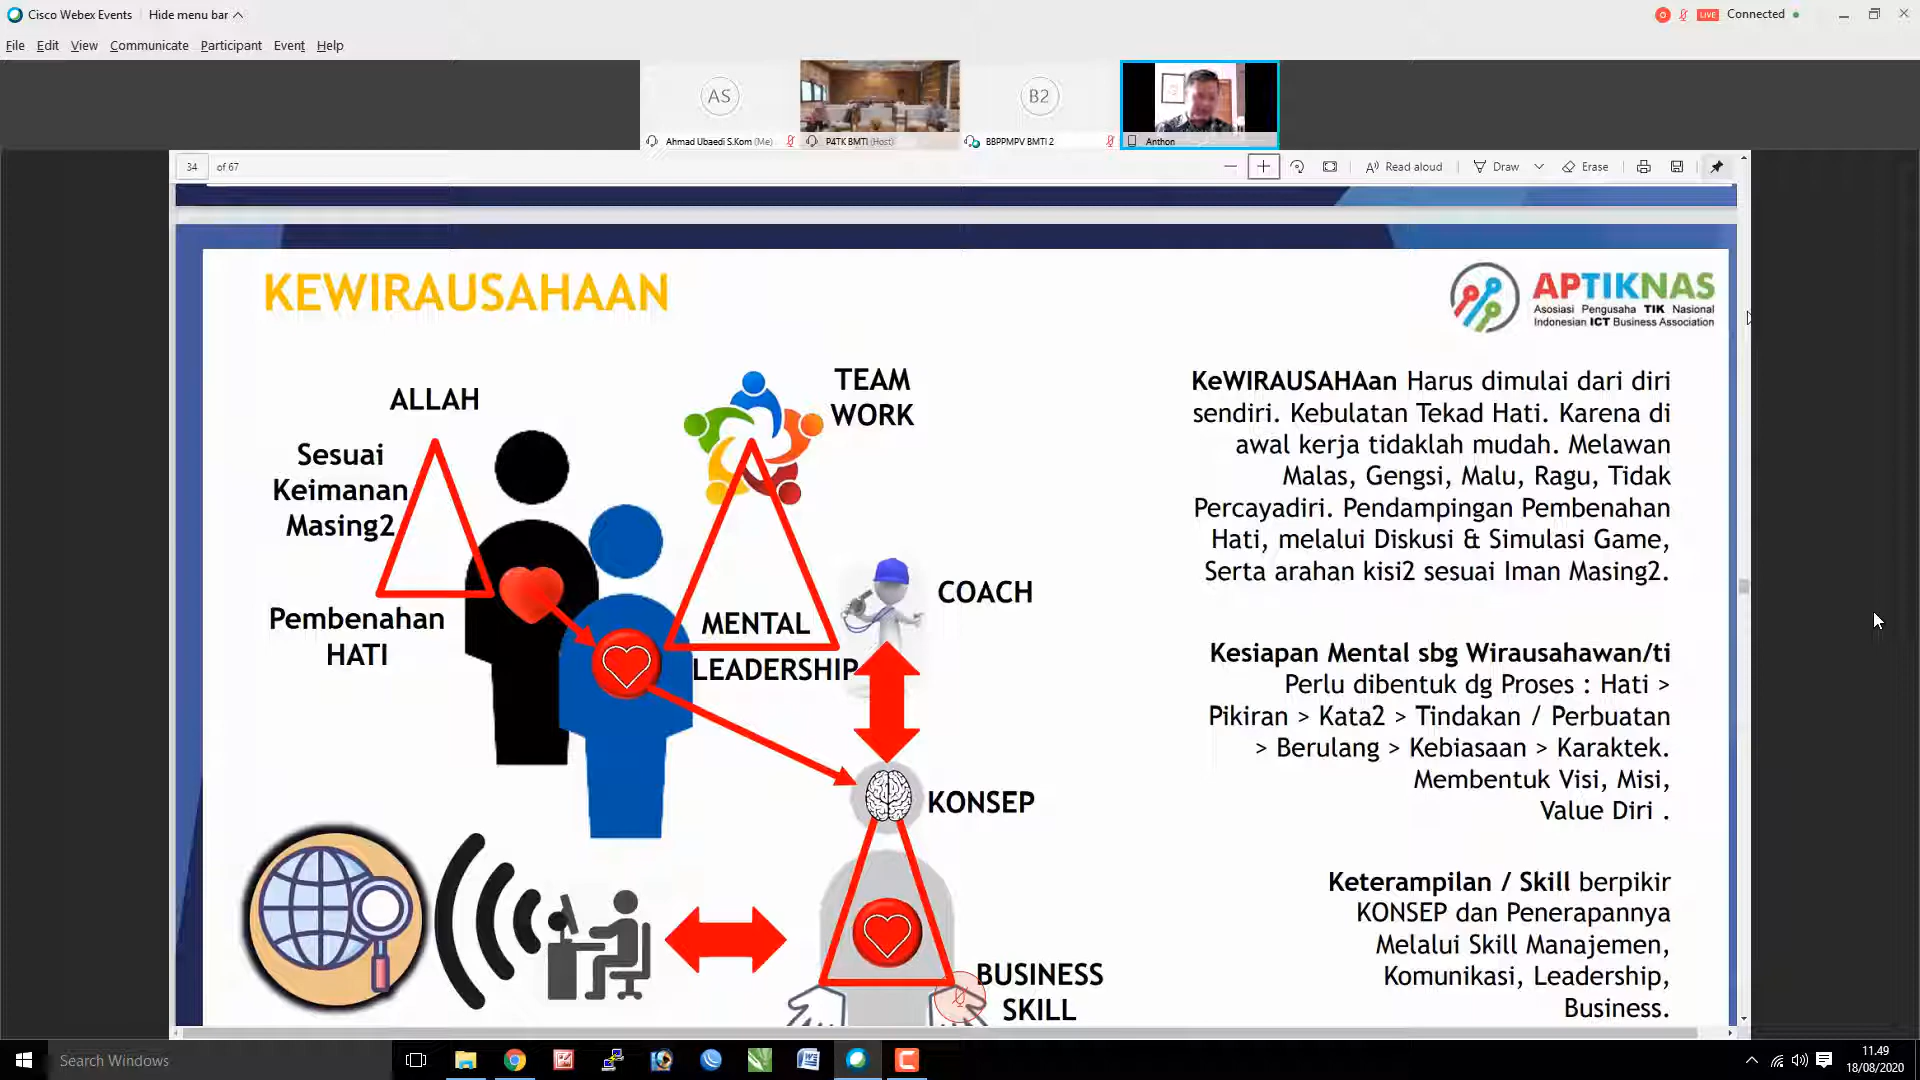 Cisco Webex Events
Hide menu bar
LIVE
Connected
File Edit View Communicate Participant Event Help
AS
Ahmad Ubaedi S.Kom (Me)
P4TK BMTI (Host)
B2
BBPPMPV BMTI 2
Anthon
34 of 67
Read aloud
Draw
Erase
KEWIRAUSAHAAN
APTIKNAS
Asosiasi Pengusaha TIK Nasional
Indonesian ICT Business Association
ALLAH
Sesuai
Keimanan
Masing2
Pembenahan
HATI
TEAM
WORK
MENTAL
LEADERSHIP
COACH
KONSEP
BUSINESS
SKILL
KeWIRAUSAHAan Harus dimulai dari diri
sendiri. Kebulatan Tekad Hati. Karena di
awal kerja tidaklah mudah. Melawan
Malas, Gengsi, Malu, Ragu, Tidak
Percayadiri. Pendampingan Pembenahan
Hati, melalui Diskusi & Simulasi Game,
Serta arahan kisi2 sesuai Iman Masing2.
Kesiapan Mental sbg Wirausahawan/ti
Perlu dibentuk dg Proses : Hati >
Pikiran > Kata2 > Tindakan / Perbuatan
> Berulang > Kebiasaan > Karaktek.
Membentuk Visi, Misi,
Value Diri .
Keterampilan / Skill berpikir
KONSEP dan Penerapannya
Melalui Skill Manajemen,
Komunikasi, Leadership,
Business.
Search Windows
11.49
18/08/2020